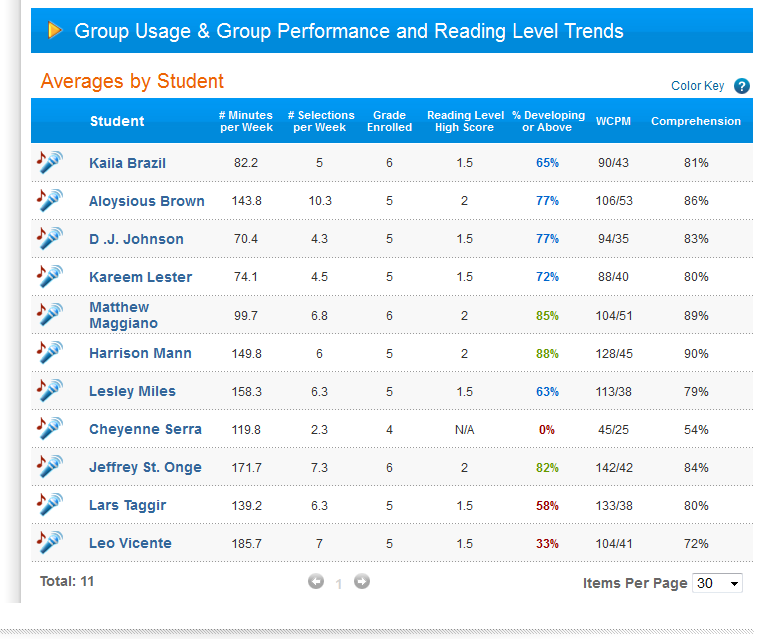 Group Usage & Group Performance and Reading Level Trends
Averages by Student
Color Key ?
Student # Minutes per Week # Selections per Week Grade Enrolled Reading Level High Score % Developing or Above WCPM Comprehension
Kaila Brazil 82.2 5 6 1.5 65% 90/43 81%
Aloysious Brown 143.8 10.3 5 2 77% 106/53 86%
D .J. Johnson 70.4 4.3 5 1.5 77% 94/35 83%
Kareem Lester 74.1 4.5 5 1.5 72% 88/40 80%
Matthew Maggiano 99.7 6.8 6 2 85% 104/51 89%
Harrison Mann 149.8 6 5 2 88% 128/45 90%
Lesley Miles 158.3 6.3 5 1.5 63% 113/38 79%
Cheyenne Serra 119.8 2.3 4 N/A 0% 45/25 54%
Jeffrey St. Onge 171.7 7.3 6 2 82% 142/42 84%
Lars Taggir 139.2 6.3 5 1.5 58% 133/38 80%
Leo Vicente 185.7 7 5 1.5 33% 104/41 72%
Total: 11 1 Items Per Page 30